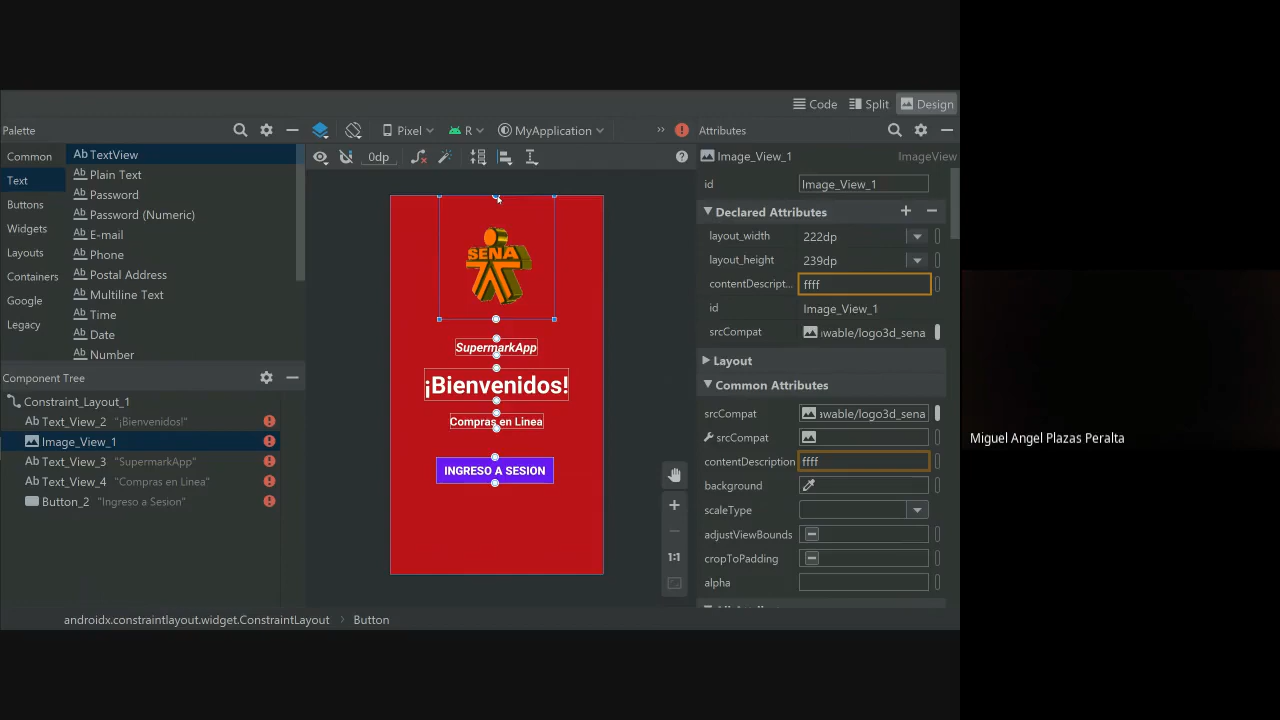 Code
Split
Design
Palette
Pixel
R
MyApplication
Attributes
Common
Text
Buttons
Widgets
Layouts
Containers
Google
Legacy
Ab TextView
Ab Plain Text
Ab Password
Ab Password (Numeric)
Ab E-mail
Ab Phone
Ab Postal Address
Ab Multiline Text
Ab Time
Ab Date
Ab Number
0dp
Component Tree
Constraint_Layout_1
Ab Text_View_2 "¡Bienvenidos!"
Image_View_1
Ab Text_View_3 "SupermarkApp"
Ab Text_View_4 "Compras en Linea"
Button_2 "Ingreso a Sesion"
SENA
SupermarkApp
¡Bienvenidos!
Compras en Linea
INGRESO A SESION
1:1
Image_View_1 ImageView
id Image_View_1
Declared Attributes
layout_width 222dp
layout_height 239dp
contentDescript... ffff
id Image_View_1
srcCompat wable/logo3d_sena
Layout
Common Attributes
srcCompat wable/logo3d_sena
srcCompat
contentDescription ffff
background
scaleType
adjustViewBounds
cropToPadding
alpha
androidx.constraintlayout.widget.ConstraintLayout › Button
Miguel Angel Plazas Peralta